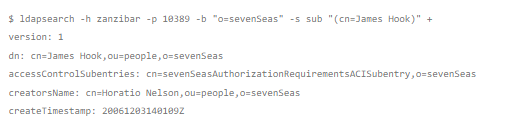 $ ldapsearch -h zanzibar -p 10389 -b "o=sevenSeas" -s sub "(cn=James Hook)" +
version: 1
dn: cn=James Hook,ou=people,o=sevenSeas
accessControlSubentries: cn=sevenSeasAuthorizationRequirementsACISubentry,o=sevenSeas
creatorsName: cn=Horatio Nelson,ou=people,o=sevenSeas
createTimestamp: 20061203140109Z